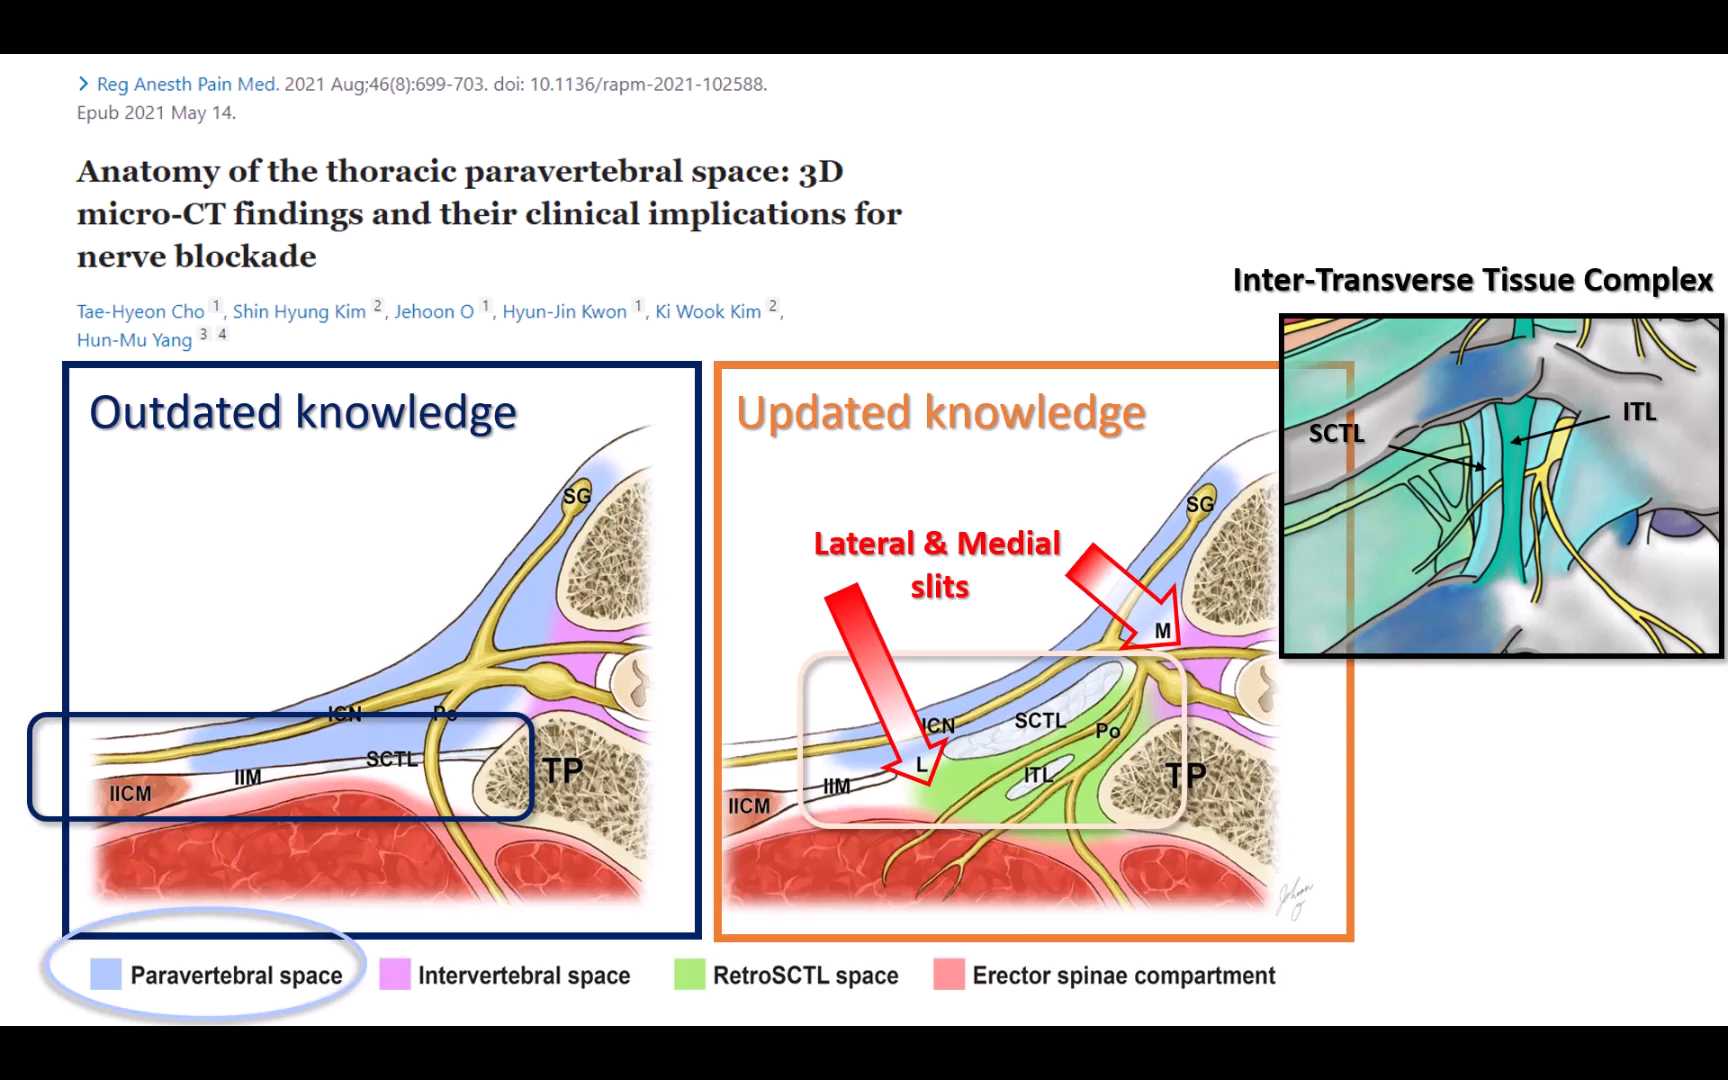 Reg Anesth Pain Med. 2021 Aug;46(8):699-703. doi: 10.1136/rapm-2021-102588.
Epub 2021 May 14.
Anatomy of the thoracic paravertebral space: 3D
micro-CT findings and their clinical implications for
nerve blockade
Tae-Hyeon Cho 1, Shin Hyung Kim 2, Jehoon O 1, Hyun-Jin Kwon 1, Ki Wook Kim 2,
Hun-Mu Yang 3 4
Inter-Transverse Tissue Complex
SCTL
ITL
Outdated knowledge
SG
ICN
Po
SCTL
IIM
TP
IICM
Updated knowledge
SG
Lateral & Medial
slits
M
ICN
SCTL
Po
L
ITL
TP
IIM
IICM
Paravertebral space
Intervertebral space
RetroSCTL space
Erector spinae compartment